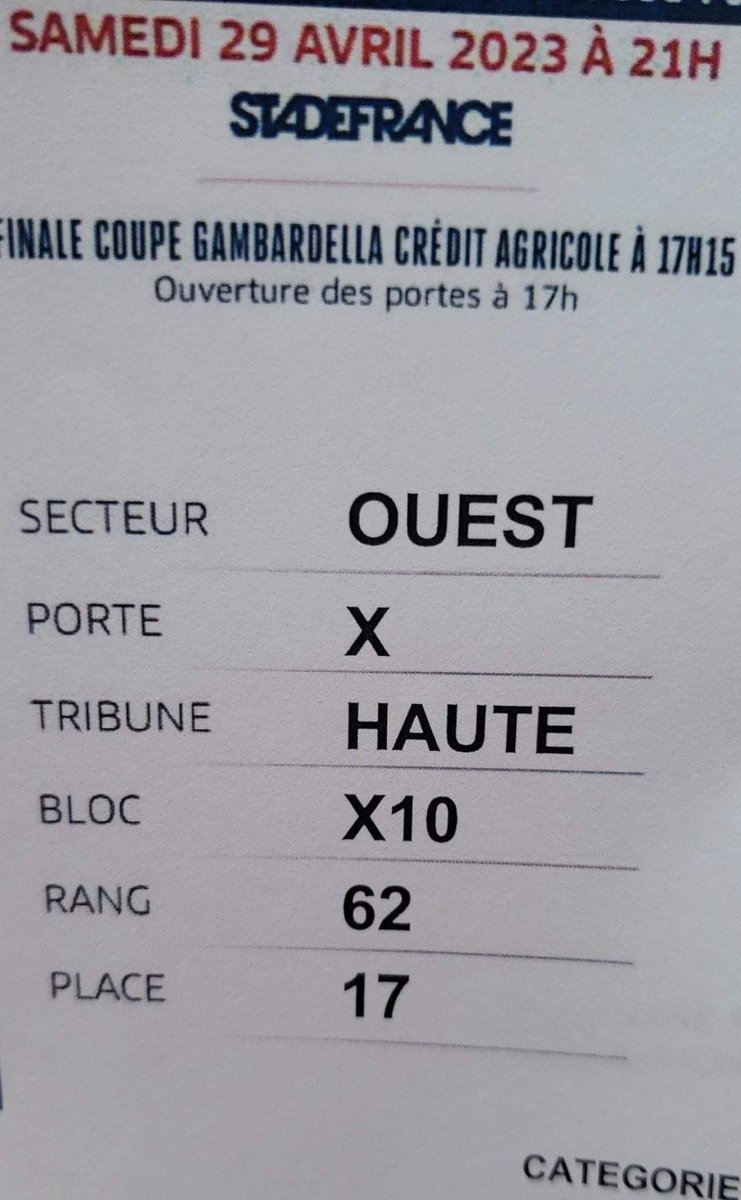 SAMEDI 29 AVRIL 2023 À 21H
STADEFRANCE
FINALE COUPE GAMBARDELLA CRÉDIT AGRICOLE À 17H15
Ouverture des portes à 17h
SECTEUR OUEST
PORTE X
TRIBUNE HAUTE
BLOC X10
RANG 62
PLACE 17
CATEGORIE